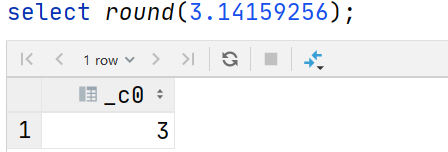 select round(3.14159256);
1 row
_c0
1 3